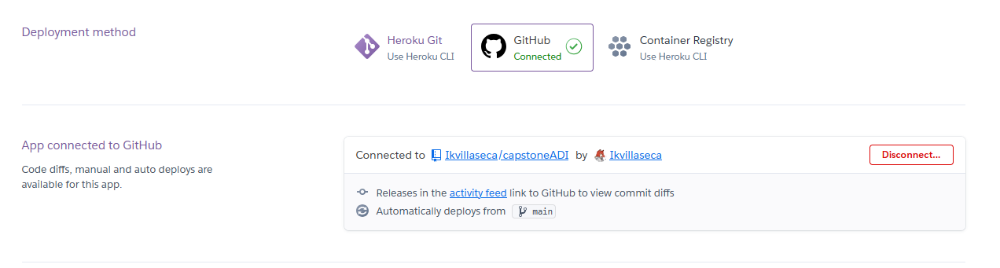 Deployment method
Heroku Git
Use Heroku CLI
GitHub
Connected
Container Registry
Use Heroku CLI
App connected to GitHub
Code diffs, manual and auto deploys are
available for this app.
Connected to Ikvillaseca/capstoneADI by Ikvillaseca
Disconnect...
Releases in the activity feed link to GitHub to view commit diffs
Automatically deploys from main